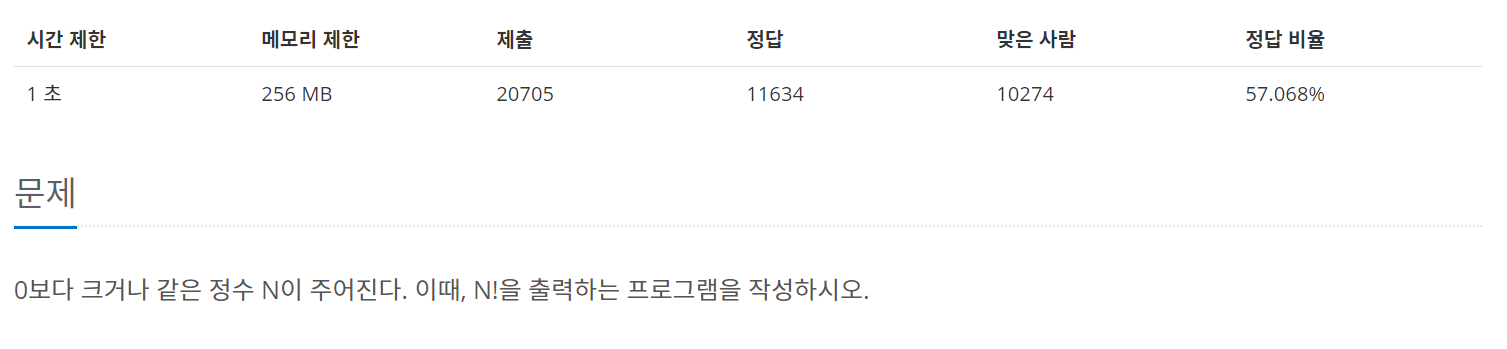 시간 제한 메모리 제한 제출 정답 맞은 사람 정답 비율
1 초 256 MB 20705 11634 10274 57.068%
문제
0보다 크거나 같은 정수 N이 주어진다. 이때, N!을 출력하는 프로그램을 작성하시오.